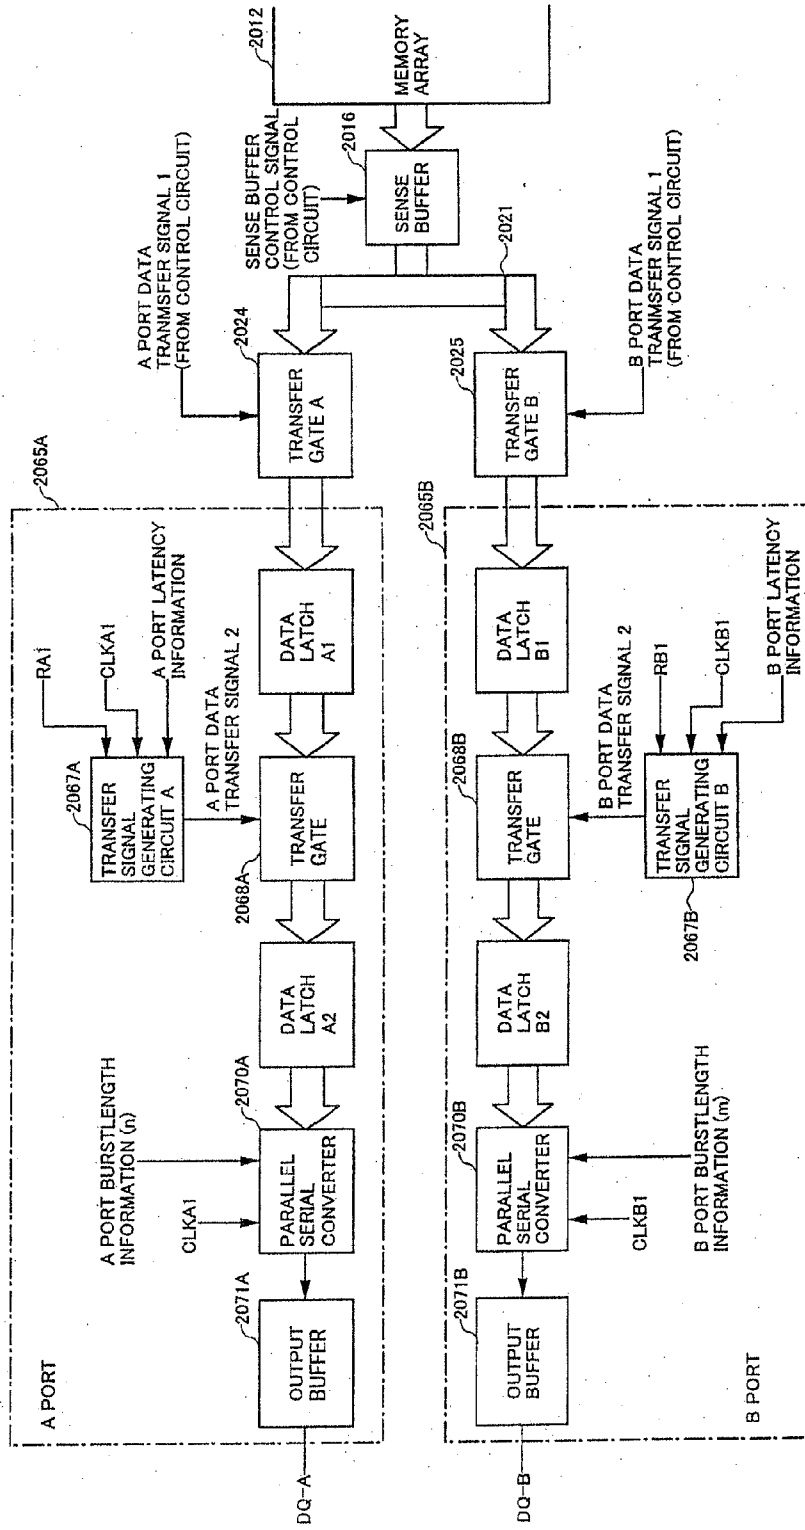 A PORT
DQ-A
OUTPUT
BUFFER
2071A
CLKA1
A PORT BURSTLENGTH
INFORMATION (n)
PARALLEL
SERIAL
CONVERTER
2070A
DATA
LATCH
A2
TRANSFER
GATE
2068A
TRANSFER
SIGNAL
GENERATING
CIRCUIT A
2067A
RA1
CLKA1
A PORT LATENCY
INFORMATION
A PORT DATA
TRANSFER SIGNAL 2
DATA
LATCH
A1
2065A
TRANSFER
GATE A
2024
A PORT DATA
TRANMSFER SIGNAL 1
(FROM CONTROL CIRCUIT)
SENSE BUFFER
CONTROL SIGNAL
(FROM CONTROL
CIRCUIT)
2016
SENSE
BUFFER
2012
MEMORY
ARRAY
2021
B PORT
DQ-B
OUTPUT
BUFFER
2071B
CLKB1
B PORT BURSTLENGTH
INFORMATION (m)
PARALLEL
SERIAL
CONVERTER
2070B
DATA
LATCH
B2
TRANSFER
GATE
2068B
B PORT DATA
TRANSFER SIGNAL 2
TRANSFER
SIGNAL
GENERATING
CIRCUIT B
2067B
RB1
CLKB1
B PORT LATENCY
INFORMATION
DATA
LATCH
B1
2065B
TRANSFER
GATE B
2025
B PORT DATA
TRANMSFER SIGNAL 1
(FROM CONTROL CIRCUIT)